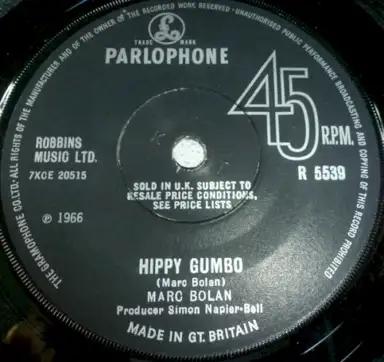 THE GRAMOPHONE CO.LTD.·ALL RIGHTS OF THE MANUFACTURER AND OF THE OWNER OF THE RECORDED WORK RESERVED·UNAUTHORISED PUBLIC PERFORMANCE BROADCASTING AND COPYING OF THIS RECORD PROHIBITED
£
TRADE MARK
PARLOPHONE
45
R.P.M.
ROBBINS
MUSIC LTD.
7XCE 20515
R 5539
SOLD IN U.K. SUBJECT TO
RESALE PRICE CONDITIONS,
SEE PRICE LISTS
℗ 1966
HIPPY GUMBO
(Marc Bolan)
MARC BOLAN
Producer Simon Napier-Bell
MADE IN GT. BRITAIN